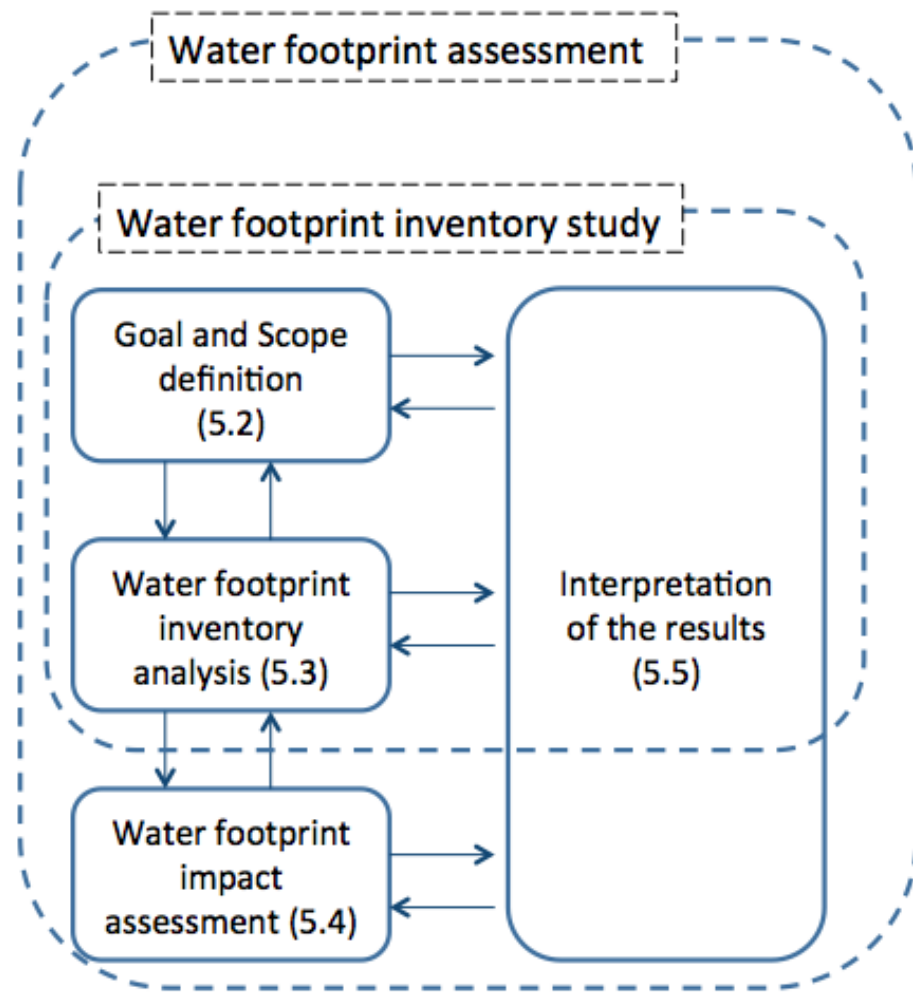 Water footprint assessment
Water footprint inventory study
Goal and Scope
definition
(5.2)
Water footprint
inventory
analysis (5.3)
Interpretation
of the results
(5.5)
Water footprint
impact
assessment (5.4)